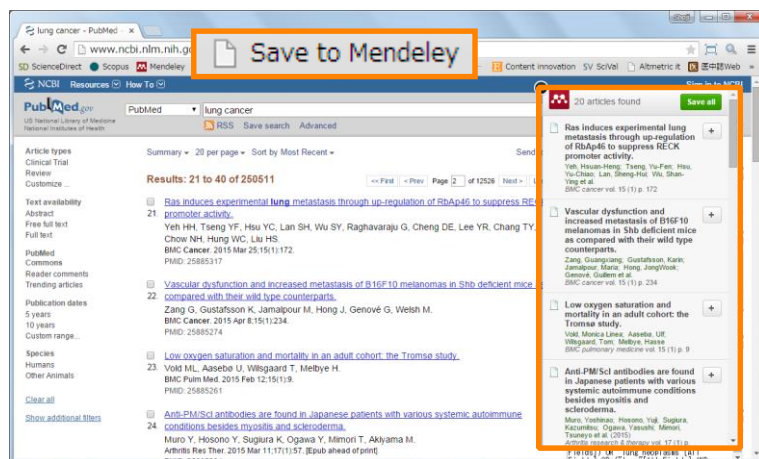 lung cancer - PubMed -
www.ncbi.nlm.nih.go
Save to Mendeley
ScienceDirect Scopus Mendeley
Content innovation SV SciVal Altmetric it 医中誌Web »
NCBI Resources How To
Sign in to NCBI
PubMed.gov
US National Library of Medicine
National Institutes of Health
PubMed
lung cancer
RSS Save search Advanced
Article types
Clinical Trial
Review
Customize ...
Text availability
Abstract
Free full text
Full text
PubMed
Commons
Reader comments
Trending articles
Publication dates
5 years
10 years
Custom range...
Species
Humans
Other Animals
Clear all
Show additional filters
Summary 20 per page Sort by Most Recent
Send
Results: 21 to 40 of 250511
<< First < Prev Page 2 of 12526 Next >
Ras induces experimental lung metastasis through up-regulation of RbAp46 to suppress RECK
21. promoter activity.
Yeh HH, Tseng YF, Hsu YC, Lan SH, Wu SY, Raghavaraju G, Cheng DE, Lee YR, Chang TY,
Chow NH, Hung WC, Liu HS.
BMC Cancer. 2015 Mar 25;15(1):172.
PMID: 25885317
Vascular dysfunction and increased metastasis of B16F10 melanomas in Shb deficient mice
22. compared with their wild type counterparts.
Zang G, Gustafsson K, Jamalpour M, Hong J, Genové G, Welsh M.
BMC Cancer. 2015 Apr 8;15(1):234.
PMID: 25885274
Low oxygen saturation and mortality in an adult cohort: the Tromsø study.
23. Vold ML, Aasebø U, Wilsgaard T, Melbye H.
BMC Pulm Med. 2015 Feb 12;15(1):9.
PMID: 25885261
Anti-PM/Scl antibodies are found in Japanese patients with various systemic autoimmune
24. conditions besides myositis and scleroderma.
Muro Y, Hosono Y, Sugiura K, Ogawa Y, Mimori T, Akiyama M.
Arthritis Res Ther. 2015 Mar 11;17(1):57. [Epub ahead of print]
20 articles found
Save all
Ras induces experimental lung
metastasis through up-regulation
of RbAp46 to suppress RECK
promoter activity.
Yeh, Hsuan-Heng; Tseng, Yu-Fen; Hsu,
Yu-Chiao; Lan, Sheng-Hui; Wu, Shan-
Ying et al.
BMC cancer vol. 15 (1) p. 172
Vascular dysfunction and
increased metastasis of B16F10
melanomas in Shb deficient mice
as compared with their wild type
counterparts.
Zang, Guangxiang; Gustafsson, Karin;
Jamalpour, Maria; Hong, JongWook;
Genové, Guillem et al.
BMC cancer vol. 15 (1) p. 234
Low oxygen saturation and
mortality in an adult cohort: the
Tromsø study.
Vold, Monica Linea; Aasebø, Ulf;
Wilsgaard, Tom; Melbye, Hasse
BMC pulmonary medicine vol. 15 (1) p. 9
Anti-PM/Scl antibodies are found
in Japanese patients with various
systemic autoimmune conditions
besides myositis and
scleroderma.
Muro, Yoshinao; Hosono, Yuji; Sugiura,
Kazumitsu; Ogawa, Yasushi; Mimori,
Tsuneyo et al. (2015)
Arthritis research & therapy vol. 17 (1) p.